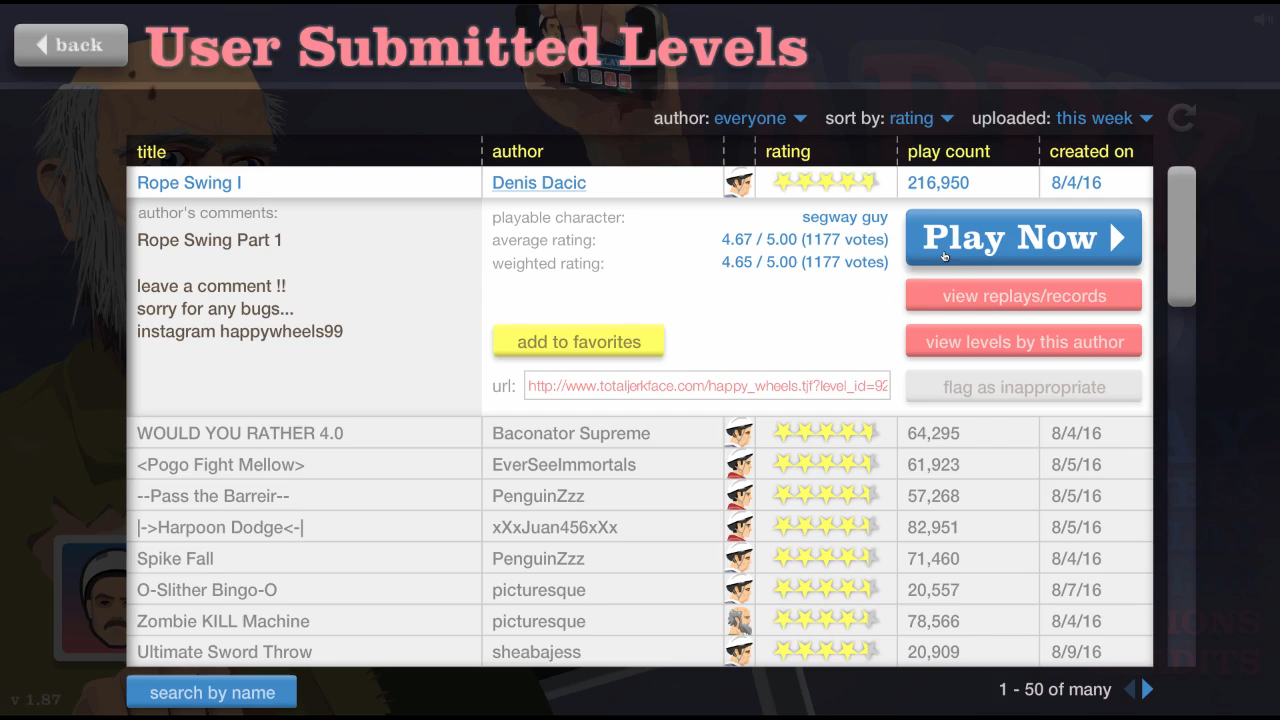 back
User Submitted Levels
author: everyone sort by: rating uploaded: this week
title author rating play count created on
Rope Swing I Denis Dacic 216,950 8/4/16
author's comments:
Rope Swing Part 1
leave a comment !!
sorry for any bugs...
instagram happywheels99
playable character: segway guy
average rating: 4.67 / 5.00 (1177 votes)
weighted rating: 4.65 / 5.00 (1177 votes)
add to favorites
url: http://www.totaljerkface.com/happy_wheels.tjf?level_id=92
Play Now
view replays/records
view levels by this author
flag as inappropriate
WOULD YOU RATHER 4.0 Baconator Supreme 64,295 8/4/16
<Pogo Fight Mellow> EverSeeImmortals 61,923 8/5/16
--Pass the Barreir-- PenguinZzz 57,268 8/5/16
|->Harpoon Dodge<-| xXxJuan456xXx 82,951 8/5/16
Spike Fall PenguinZzz 71,460 8/4/16
O-Slither Bingo-O picturesque 20,557 8/7/16
Zombie KILL Machine picturesque 78,566 8/4/16
Ultimate Sword Throw sheabajess 20,909 8/9/16
search by name
1 - 50 of many
v 1.87